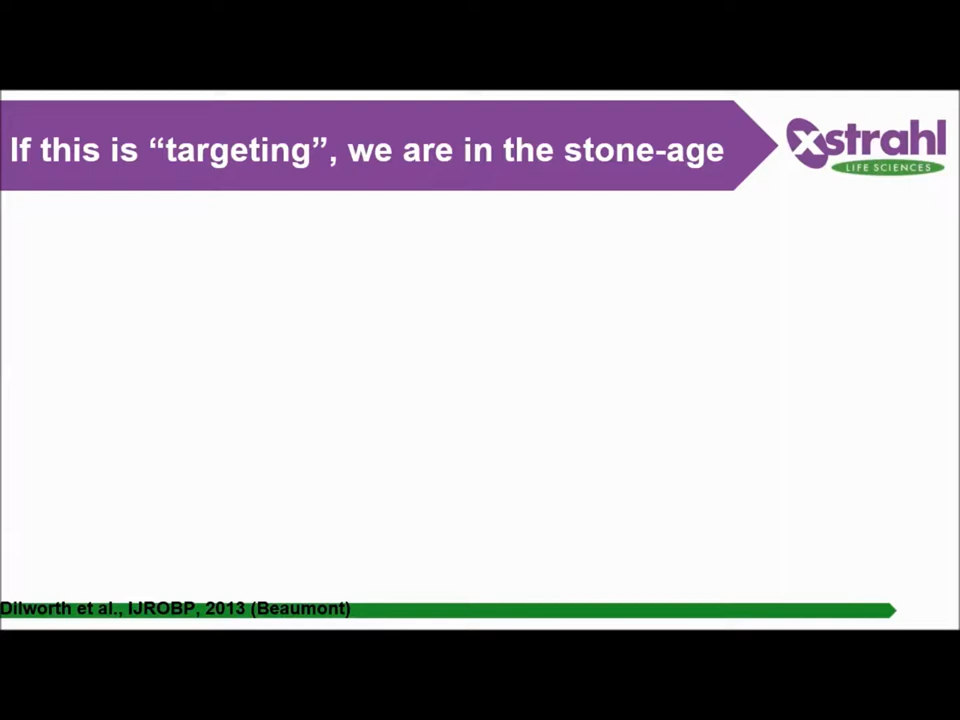 If this is “targeting”, we are in the stone-age
xstrahl
LIFE SCIENCES
Dilworth et al., IJROBP, 2013 (Beaumont)